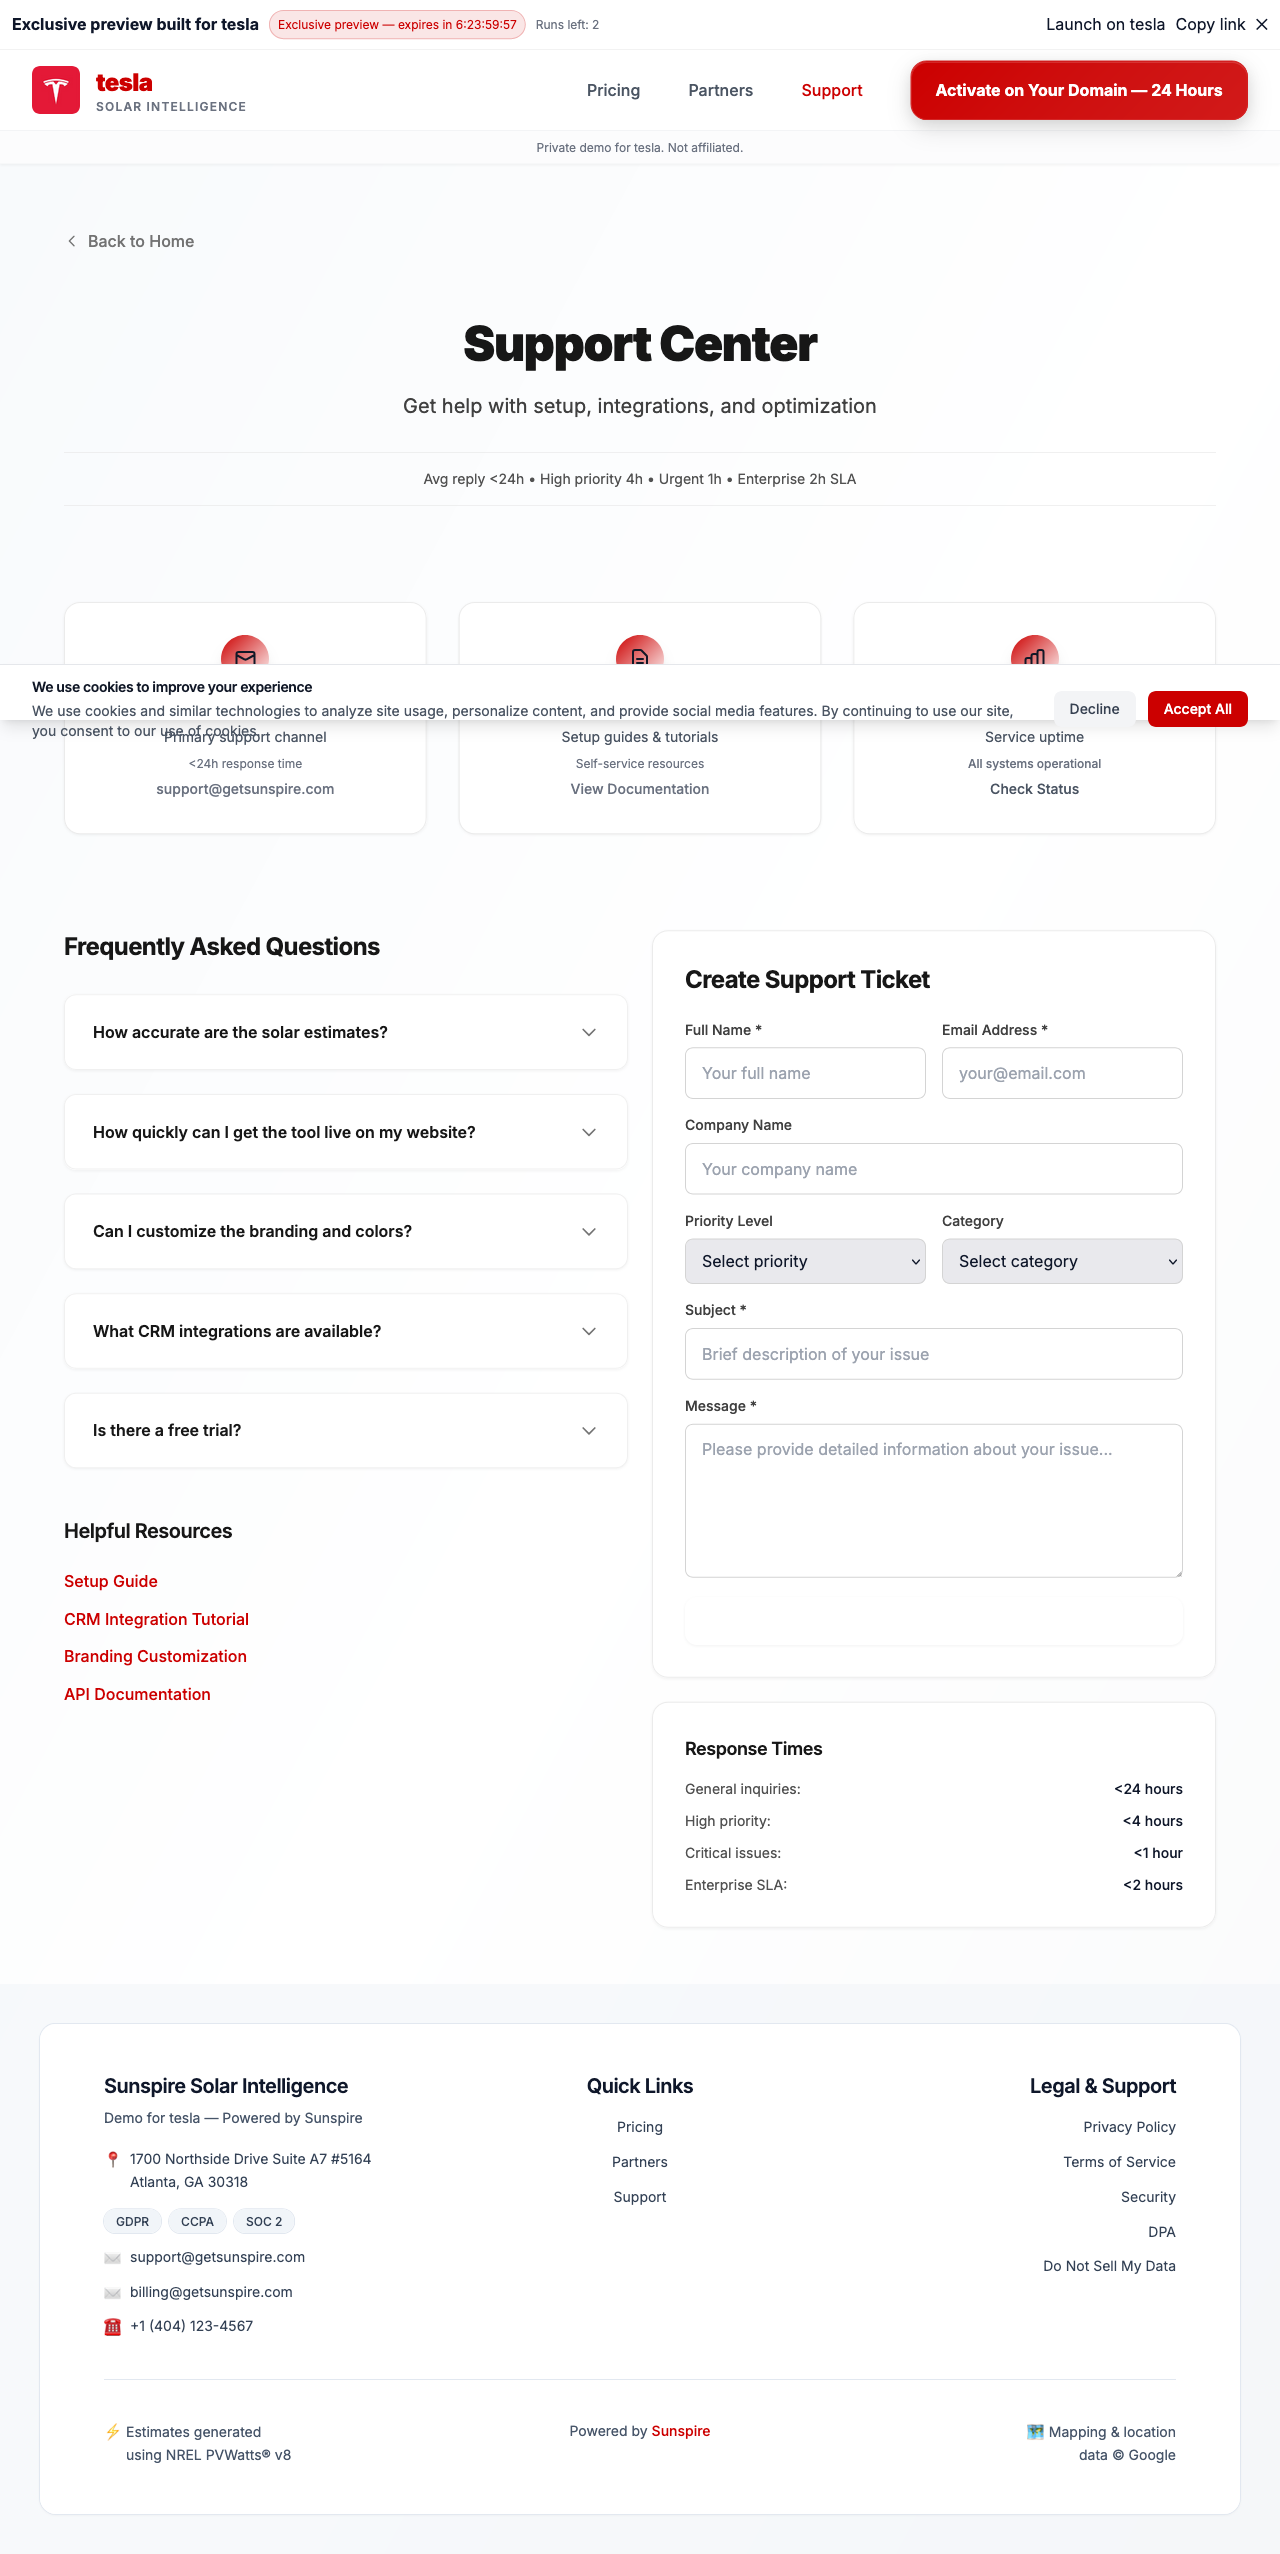 Exclusive preview built for tesla
Exclusive preview — expires in 6:23:59:57
Runs left: 2
Launch on tesla
Copy link
tesla
SOLAR INTELLIGENCE
Pricing
Partners
Support
Activate on Your Domain — 24 Hours
Private demo for tesla. Not affiliated.
Back to Home
Support Center
Get help with setup, integrations, and optimization
Avg reply <24h • High priority 4h • Urgent 1h • Enterprise 2h SLA
We use cookies to improve your experience
We use cookies and similar technologies to analyze site usage, personalize content, and provide social media features. By continuing to use our site,
you consent to our use of cookies.
Decline
Accept All
Primary support channel
<24h response time
support@getsunspire.com
Setup guides & tutorials
Self-service resources
View Documentation
Service uptime
All systems operational
Check Status
Frequently Asked Questions
How accurate are the solar estimates?
How quickly can I get the tool live on my website?
Can I customize the branding and colors?
What CRM integrations are available?
Is there a free trial?
Helpful Resources
Setup Guide
CRM Integration Tutorial
Branding Customization
API Documentation
Create Support Ticket
Full Name *
Email Address *
Your full name
your@email.com
Company Name
Your company name
Priority Level
Category
Select priority
Select category
Subject *
Brief description of your issue
Message *
Please provide detailed information about your issue...
Response Times
General inquiries: <24 hours
High priority: <4 hours
Critical issues: <1 hour
Enterprise SLA: <2 hours
Sunspire Solar Intelligence
Demo for tesla — Powered by Sunspire
📍 1700 Northside Drive Suite A7 #5164
Atlanta, GA 30318
GDPR
CCPA
SOC 2
support@getsunspire.com
billing@getsunspire.com
+1 (404) 123-4567
Quick Links
Pricing
Partners
Support
Legal & Support
Privacy Policy
Terms of Service
Security
DPA
Do Not Sell My Data
⚡ Estimates generated
using NREL PVWatts® v8
Powered by Sunspire
🗺️ Mapping & location
data © Google